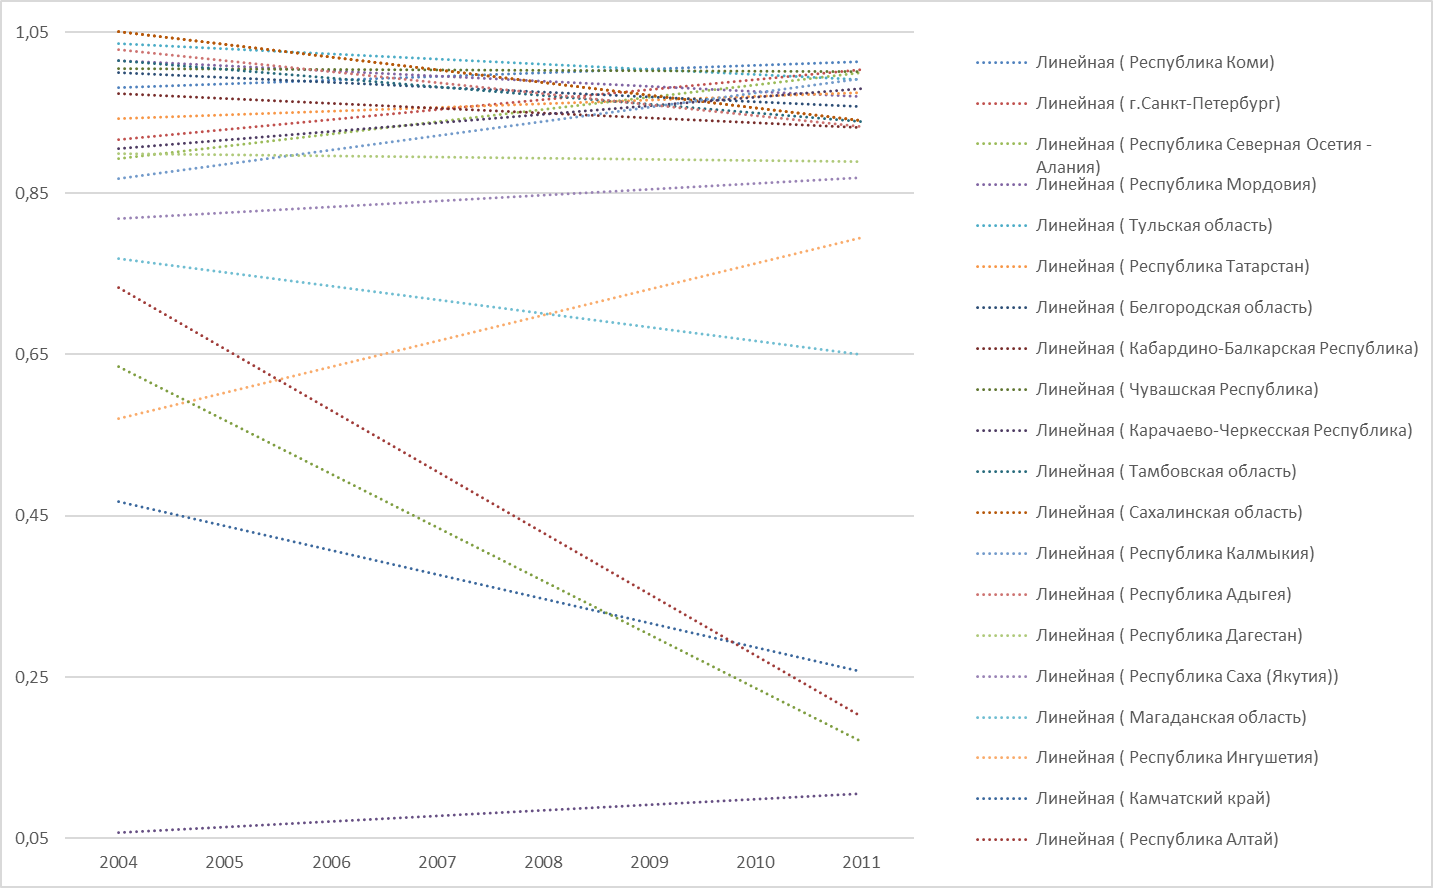 1,05
0,85
0,65
0,45
0,25
0,05
2004 2005 2006 2007 2008 2009 2010 2011
Линейная ( Республика Коми)
Линейная ( г.Санкт-Петербург)
Линейная ( Республика Северная Осетия -
Алания)
Линейная ( Республика Мордовия)
Линейная ( Тульская область)
Линейная ( Республика Татарстан)
Линейная ( Белгородская область)
Линейная ( Кабардино-Балкарская Республика)
Линейная ( Чувашская Республика)
Линейная ( Карачаево-Черкесская Республика)
Линейная ( Тамбовская область)
Линейная ( Сахалинская область)
Линейная ( Республика Калмыкия)
Линейная ( Республика Адыгея)
Линейная ( Республика Дагестан)
Линейная ( Республика Саха (Якутия))
Линейная ( Магаданская область)
Линейная ( Республика Ингушетия)
Линейная ( Камчатский край)
Линейная ( Республика Алтай)